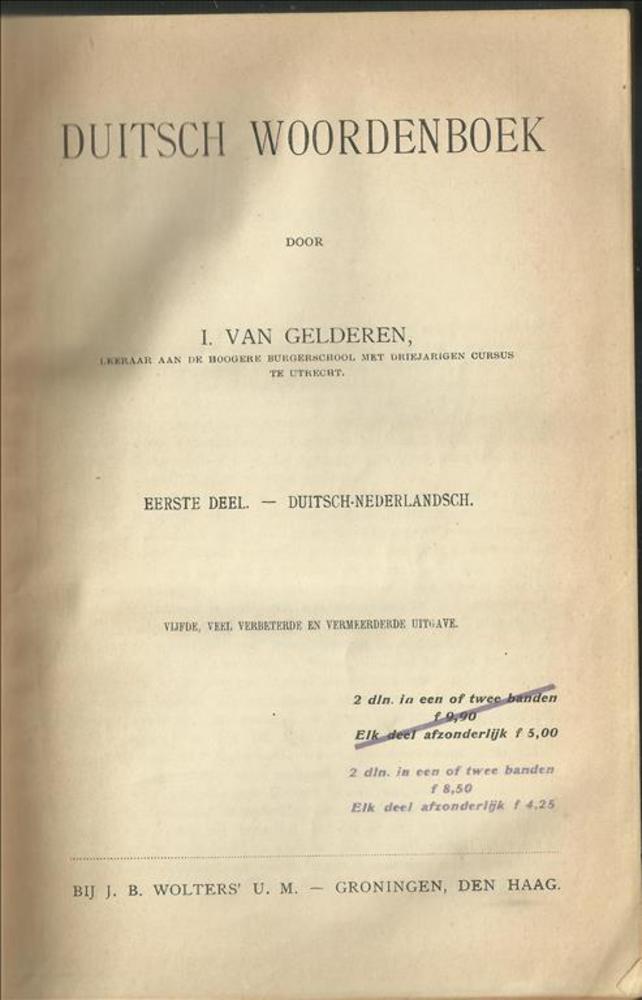 DUITSCH WOORDENBOEK
DOOR
I. VAN GELDEREN,
LEERAAR AAN DE HOOGERE BURGERSCHOOL MET DRIEJARIGEN CURSUS
TE UTRECHT.
EERSTE DEEL. — DUITSCH-NEDERLANDSCH.
VIJFDE, VEEL VERBETERDE EN VERMEERDERDE UITGAVE.
2 dln. in een of twee banden
f 9,90
Elk deel afzonderlijk f 5,00
2 dln. in een of twee banden
f 8,50
Elk deel afzonderlijk f 4,25
BIJ J. B. WOLTERS' U. M. — GRONINGEN, DEN HAAG.